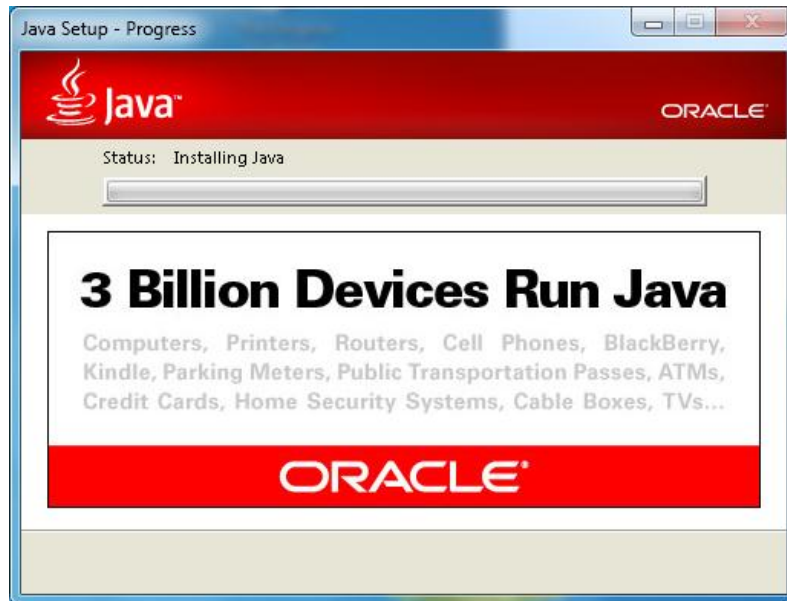 Java Setup - Progress
Java™
ORACLE®
Status: Installing Java
3 Billion Devices Run Java
Computers, Printers, Routers, Cell Phones, BlackBerry,
Kindle, Parking Meters, Public Transportation Passes, ATMs,
Credit Cards, Home Security Systems, Cable Boxes, TVs...
ORACLE®